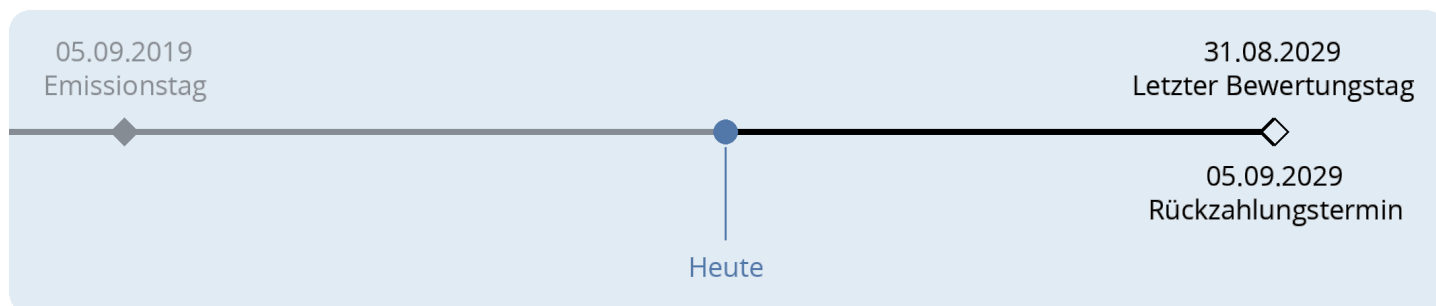 05.09.2019
Emissionstag
31.08.2029
Letzter Bewertungstag
05.09.2029
Rückzahlungstermin
Heute